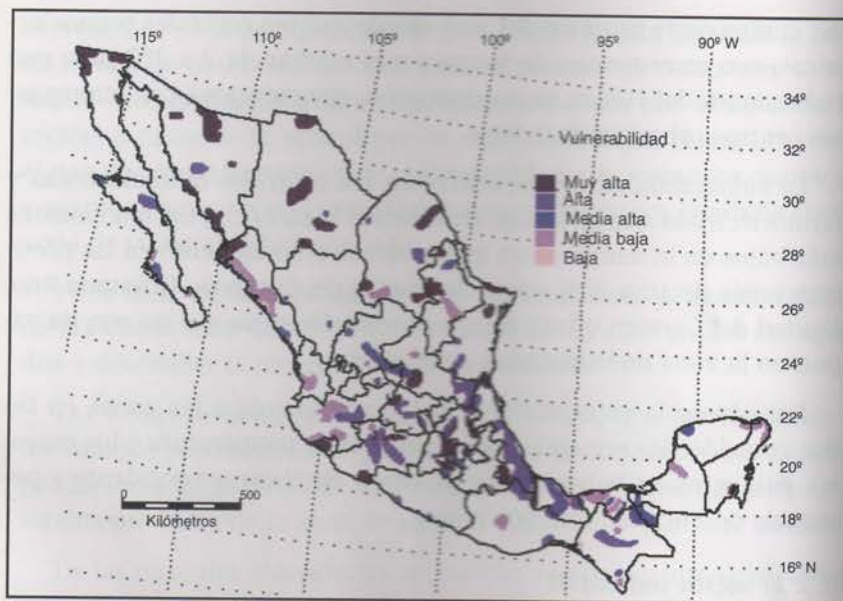 115º
110º
105º
100º
95º
90º W
34º
32º
30º
28º
26º
24º
22º
20º
18º
16º N
Vulnerabilidad
Muy alta
Alta
Media alta
Media baja
Baja
0 500
Kilómetros